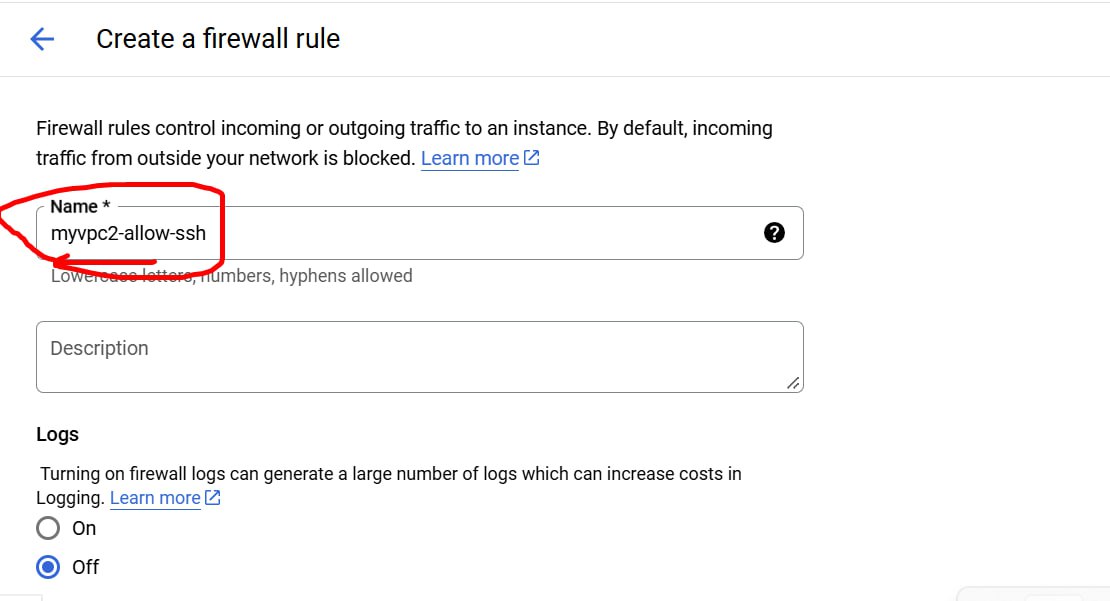 Create a firewall rule
Firewall rules control incoming or outgoing traffic to an instance. By default, incoming
traffic from outside your network is blocked. Learn more
Name *
myvpc2-allow-ssh
Lowercase letters, numbers, hyphens allowed
Description
Logs
Turning on firewall logs can generate a large number of logs which can increase costs in
Logging. Learn more
On
Off